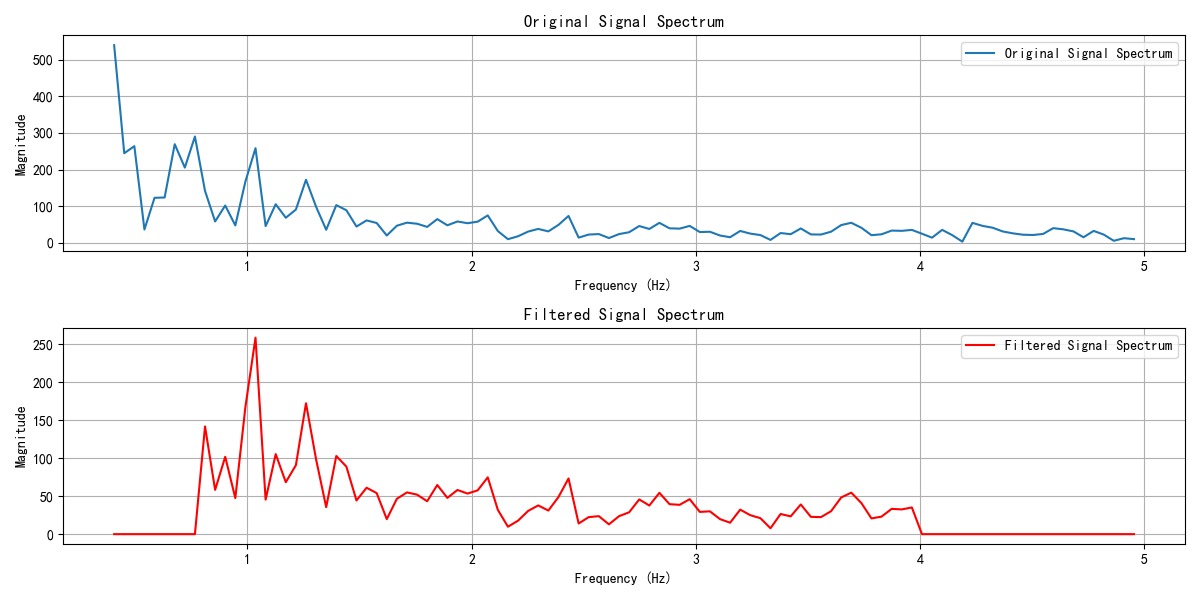 Original Signal Spectrum
Original Signal Spectrum
Magnitude
500
400
300
200
100
0
1 2 3 4 5
Frequency (Hz)
Filtered Signal Spectrum
Filtered Signal Spectrum
Magnitude
250
200
150
100
50
0
1 2 3 4 5
Frequency (Hz)